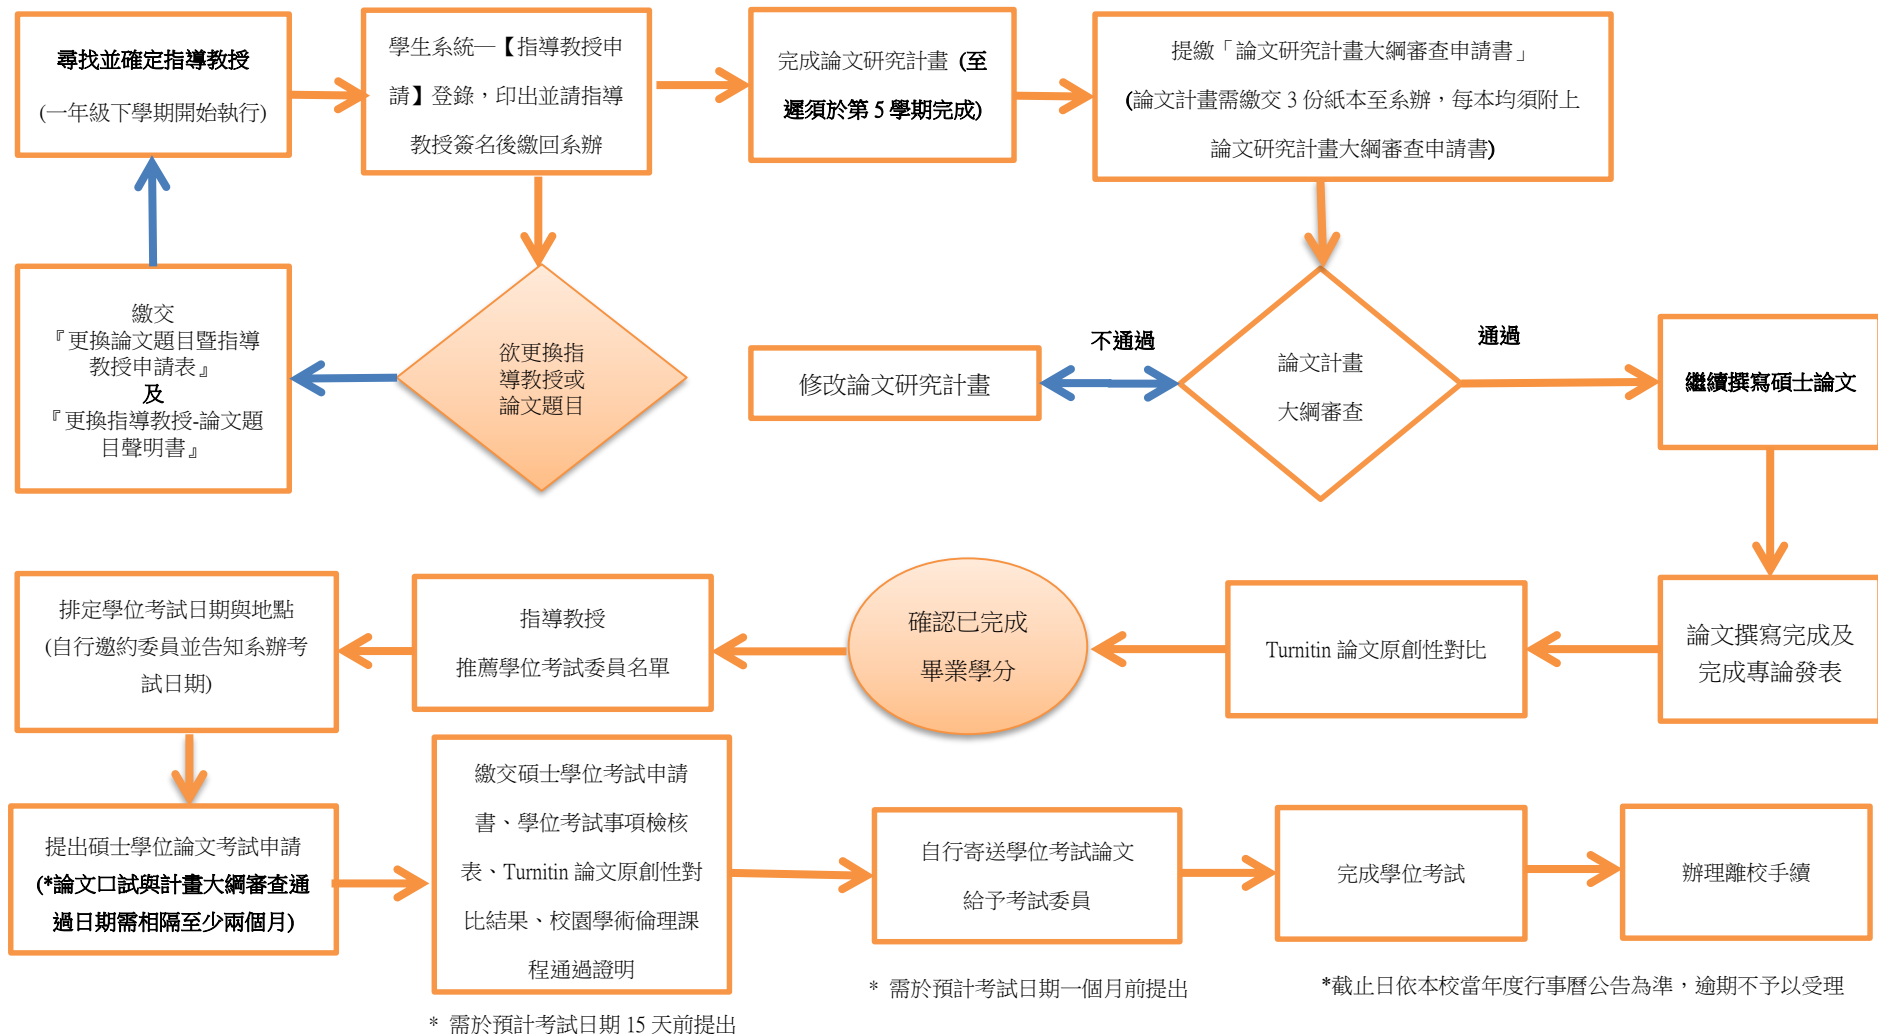 尋找並確定指導教授
(一年級下學期開始執行)
學生系統─【指導教授申
請】登錄，印出並請指導
教授簽名後繳回系辦
完成論文研究計畫 (至
遲須於第 5 學期完成)
提繳「論文研究計畫大綱審查申請書」
(論文計畫需繳交 3 份紙本至系辦，每本均須附上
論文研究計畫大綱審查申請書)
繳交
『更換論文題目暨指導
教授申請表』
及
『更換指導教授-論文題
目聲明書』
欲更換指
導教授或
論文題目
修改論文研究計畫
不通過
論文計畫
大綱審查
通過
繼續撰寫碩士論文
論文撰寫完成及
完成專論發表
Turnitin 論文原創性對比
確認已完成
畢業學分
指導教授
推薦學位考試委員名單
排定學位考試日期與地點
(自行邀約委員並告知系辦考
試日期)
提出碩士學位論文考試申請
(*論文口試與計畫大綱審查通
過日期需相隔至少兩個月)
繳交碩士學位考試申請
書、學位考試事項檢核
表、Turnitin 論文原創性對
比結果、校園學術倫理課
程通過證明
* 需於預計考試日期 15 天前提出
自行寄送學位考試論文
給予考試委員
* 需於預計考試日期一個月前提出
完成學位考試
辦理離校手續
*截止日依本校當年度行事曆公告為準，逾期不予以受理